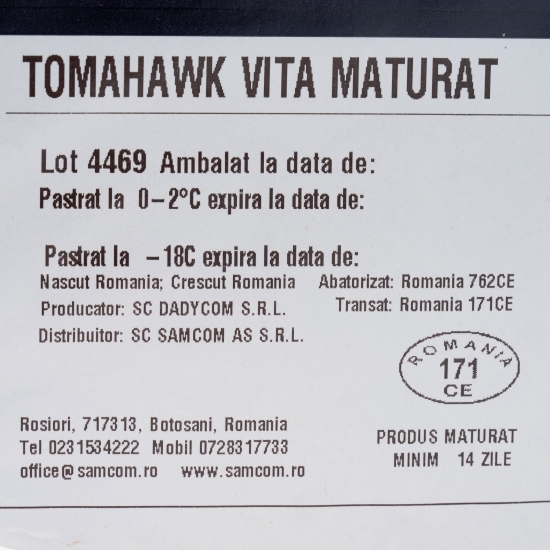 TOMAHAWK VITA MATURAT
Lot 4469 Ambalat la data de:
Pastrat la 0-2°C expira la data de:
Pastrat la -18C expira la data de:
Nascut Romania; Crescut Romania Abatorizat: Romania 762CE
Producator: SC DADYCOM S.R.L. Transat: Romania 171CE
Distribuitor: SC SAMCOM AS S.R.L.
ROMANIA
171
CE
Rosiori, 717313, Botosani, Romania
Tel 0231534222 Mobil 0728317733
office@samcom.ro www.samcom.ro
PRODUS MATURAT
MINIM 14 ZILE